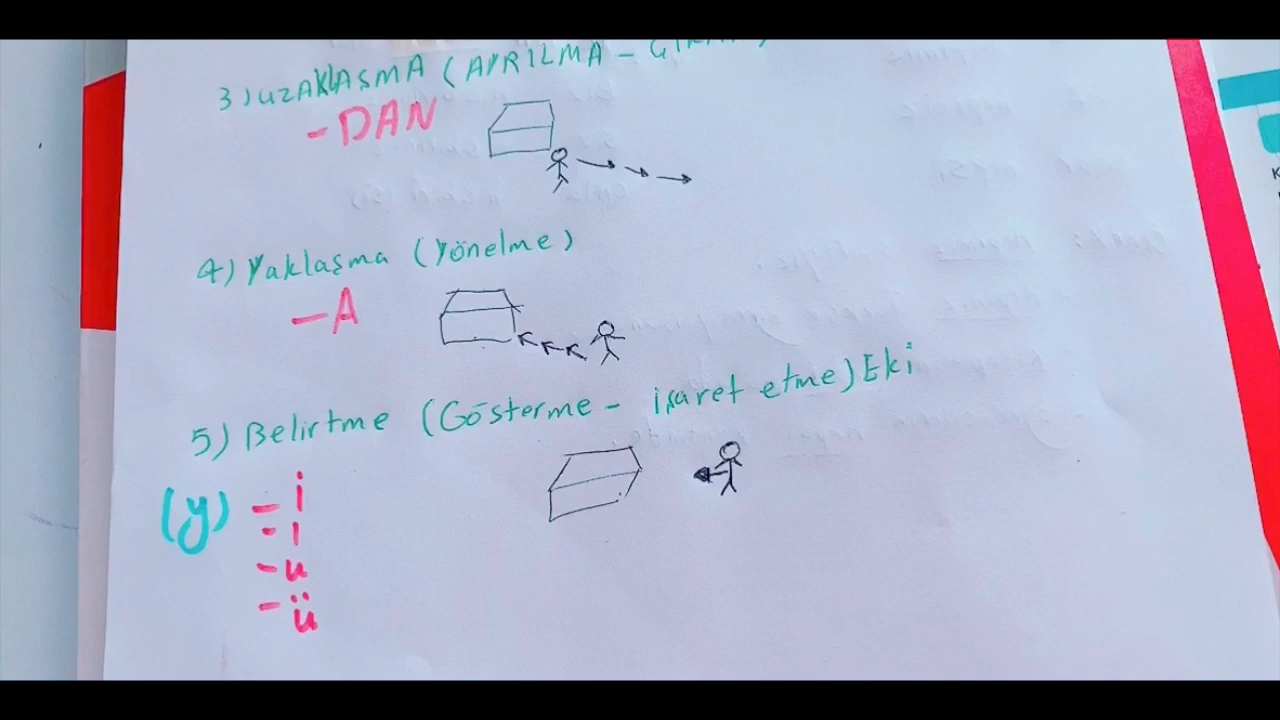 3) UZAKLAŞMA (AYRILMA -
-DAN
4) Yaklaşma (Yönelme)
-A
5) Belirtme (Gösterme - işaret etme) Eki
(y) -i
-ı
-u
-ü